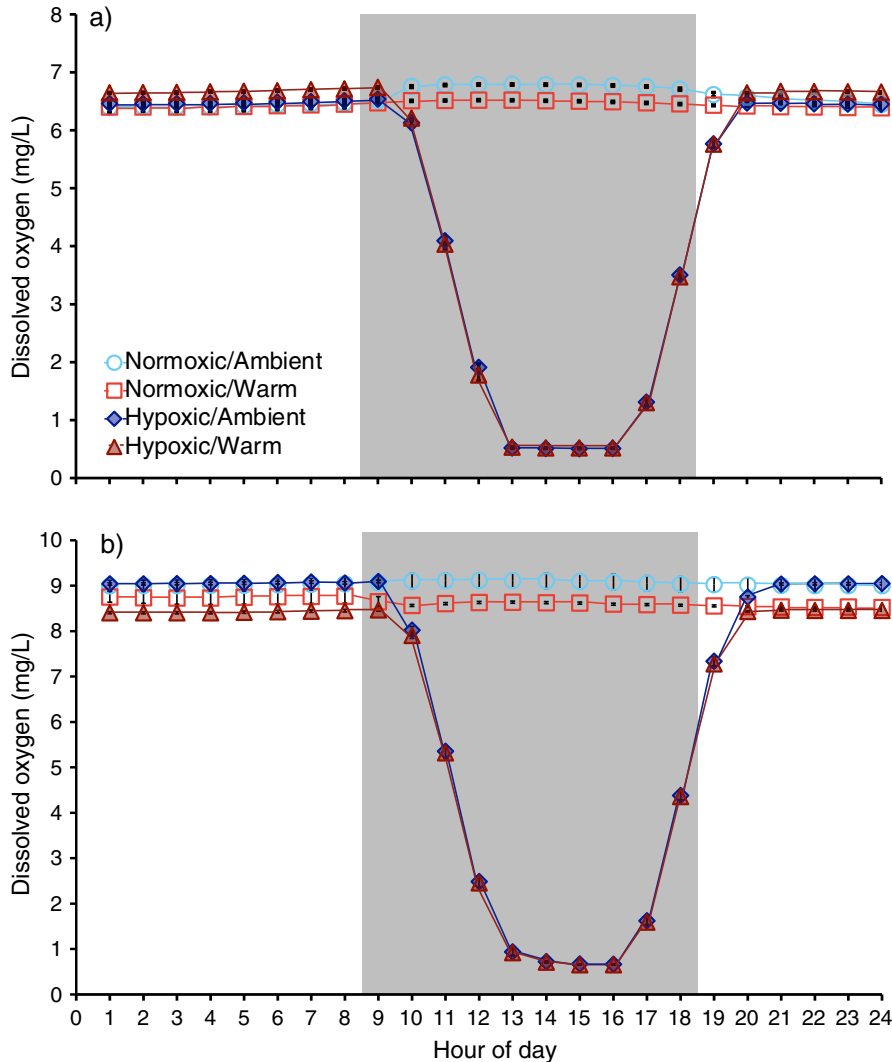 a)
8
7
6
5
4
3
2
1
0
Dissolved oxygen (mg/L)
Normoxic/Ambient
Normoxic/Warm
Hypoxic/Ambient
Hypoxic/Warm
b)
10
9
8
7
6
5
4
3
2
1
0
Dissolved oxygen (mg/L)
0 1 2 3 4 5 6 7 8 9 10 11 12 13 14 15 16 17 18 19 20 21 22 23 24
Hour of day